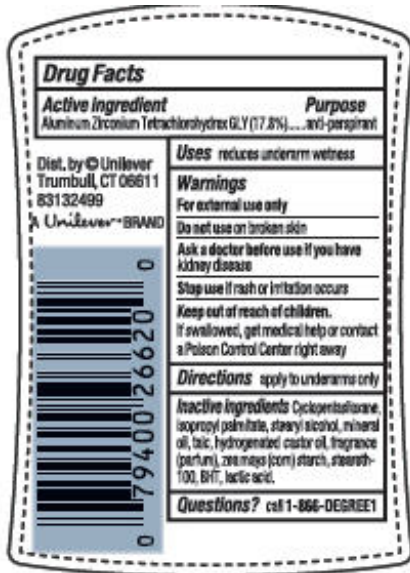 Drug Facts
Active Ingredient Purpose
Aluminum Zirconium Tetrachlorohydrex GLY (17.8%).....anti-perspirant
Dist. by © Unilever
Trumbull, CT 06611
83132499
A Unilever BRAND
0 79400 26620 0
Uses reduces underarm wetness
Warnings
For external use only
Do not use on broken skin
Ask a doctor before use if you have
kidney disease
Stop use if rash or irritation occurs
Keep out of reach of children.
If swallowed, get medical help or contact
a Poison Control Center right away
Directions apply to underarms only
Inactive Ingredients Cyclopentasiloxane,
isopropyl palmitate, stearyl alcohol, mineral
oil, talc, hydrogenated castor oil, fragrance
(parfum), zea mays (corn) starch, steareth-
100, BHT, lactic acid.
Questions? call 1-866-DEGREE1